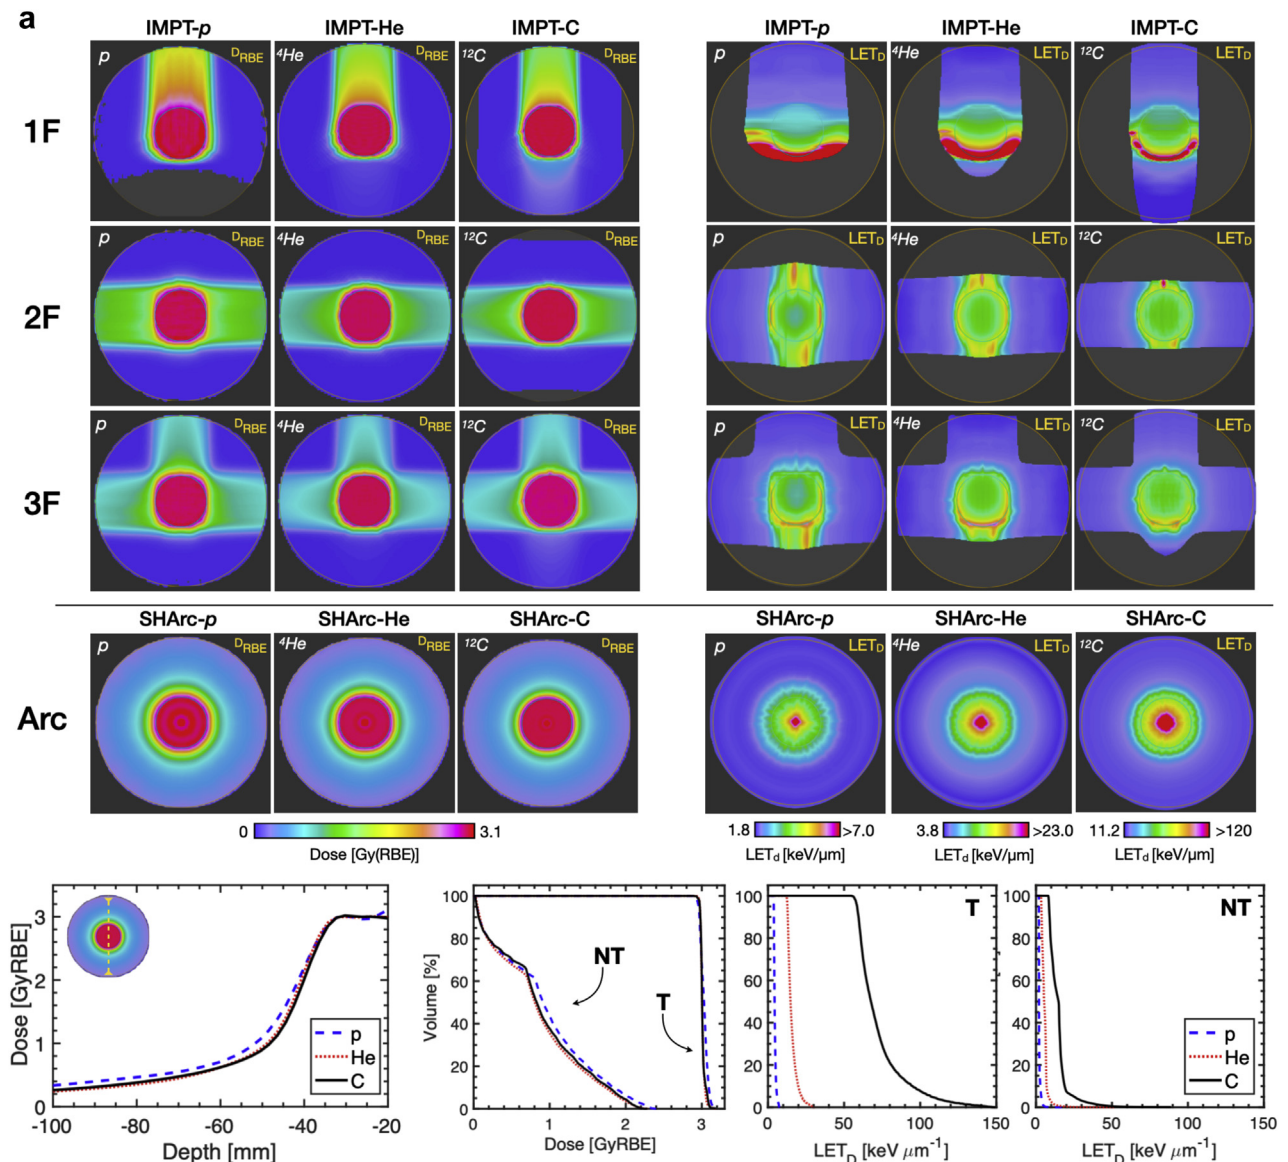 a
IMPT-p IMPT-He IMPT-C IMPT-p IMPT-He IMPT-C
1F
p DRBE ⁴He DRBE ¹²C DRBE p LETD ⁴He LETD ¹²C LETD
2F
p DRBE ⁴He DRBE ¹²C DRBE p LETD ⁴He LETD ¹²C LETD
3F
p DRBE ⁴He DRBE ¹²C DRBE p LETD ⁴He LETD ¹²C LETD
SHArc-p SHArc-He SHArc-C SHArc-p SHArc-He SHArc-C
Arc
p DRBE ⁴He DRBE ¹²C DRBE p LETD ⁴He LETD ¹²C LETD
0 3.1 1.8 >7.0 3.8 >23.0 11.2 >120
Dose [Gy(RBE)] LETd [keV/μm] LETd [keV/μm] LETd [keV/μm]
Dose [GyRBE]
3
2
1
0
p
He
C
-100 -80 -60 -40 -20
Depth [mm]
Volume [%]
100
80
60
40
20
0
NT
T
0 1 2 3
Dose [GyRBE]
100
80
60
40
20
0
T
0 50 100 150
LETD [keV μm⁻¹]
100
80
60
40
20
0
NT
p
He
C
0 50 100 150
LETD [keV μm⁻¹]